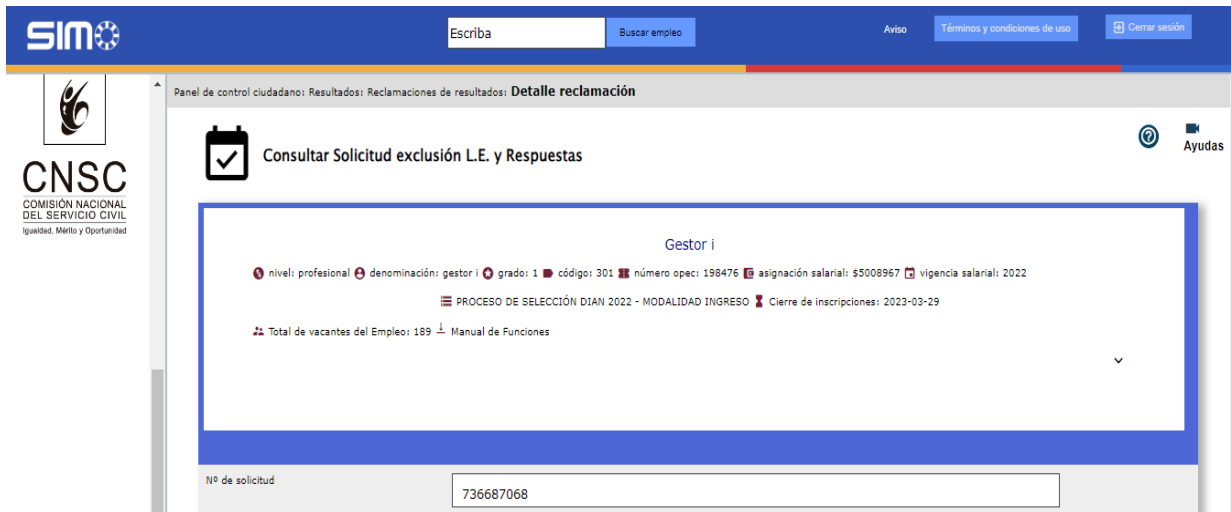 SIMO
Escriba
Buscar empleo
Aviso
Términos y condiciones de uso
Cerrar sesión
CNSC
COMISIÓN NACIONAL
DEL SERVICIO CIVIL
Igualdad, Mérito y Oportunidad
Panel de control ciudadano: Resultados: Reclamaciones de resultados: Detalle reclamación
Consultar Solicitud exclusión L.E. y Respuestas
Ayudas
Gestor i
nivel: profesional denominación: gestor i grado: 1 código: 301 número opec: 198476 asignación salarial: $5008967 vigencia salarial: 2022
PROCESO DE SELECCIÓN DIAN 2022 - MODALIDAD INGRESO Cierre de inscripciones: 2023-03-29
Total de vacantes del Empleo: 189 Manual de Funciones
Nº de solicitud
736687068